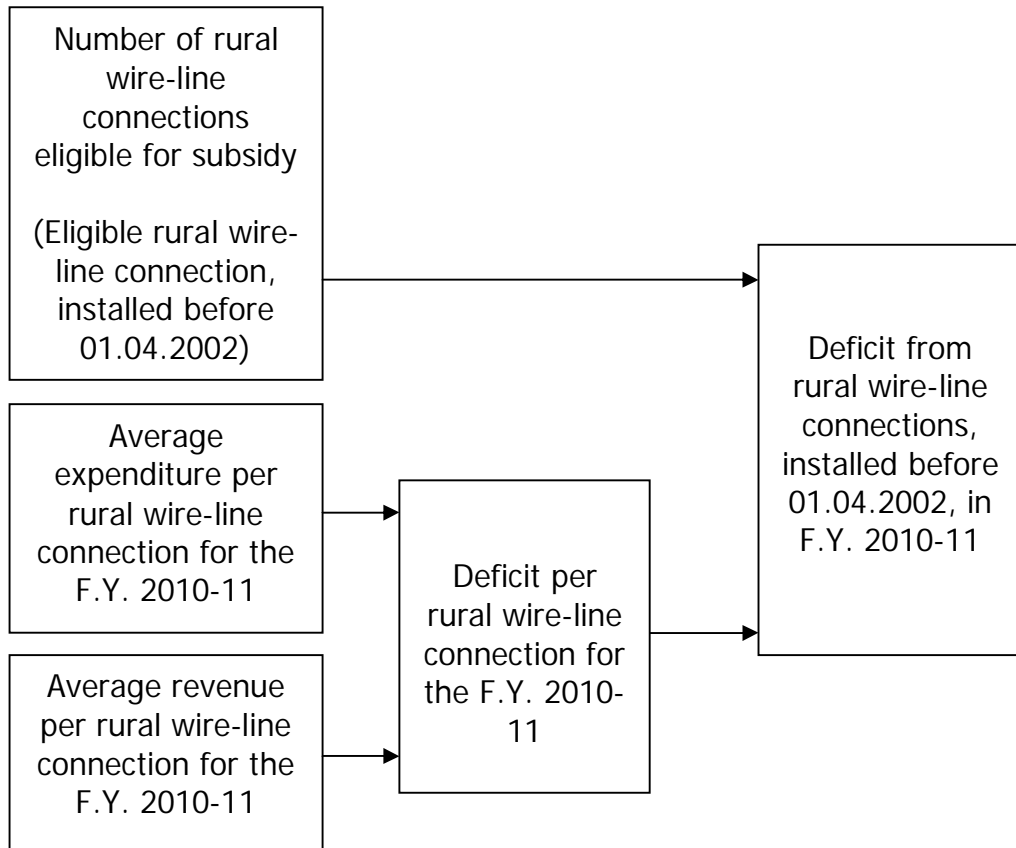 Number of rural
wire-line
connections
eligible for subsidy
(Eligible rural wire-
line connection,
installed before
01.04.2002)
Average
expenditure per
rural wire-line
connection for the
F.Y. 2010-11
Average revenue
per rural wire-line
connection for the
F.Y. 2010-11
Deficit per
rural wire-line
connection for
the F.Y. 2010-
11
Deficit from
rural wire-line
connections,
installed before
01.04.2002, in
F.Y. 2010-11